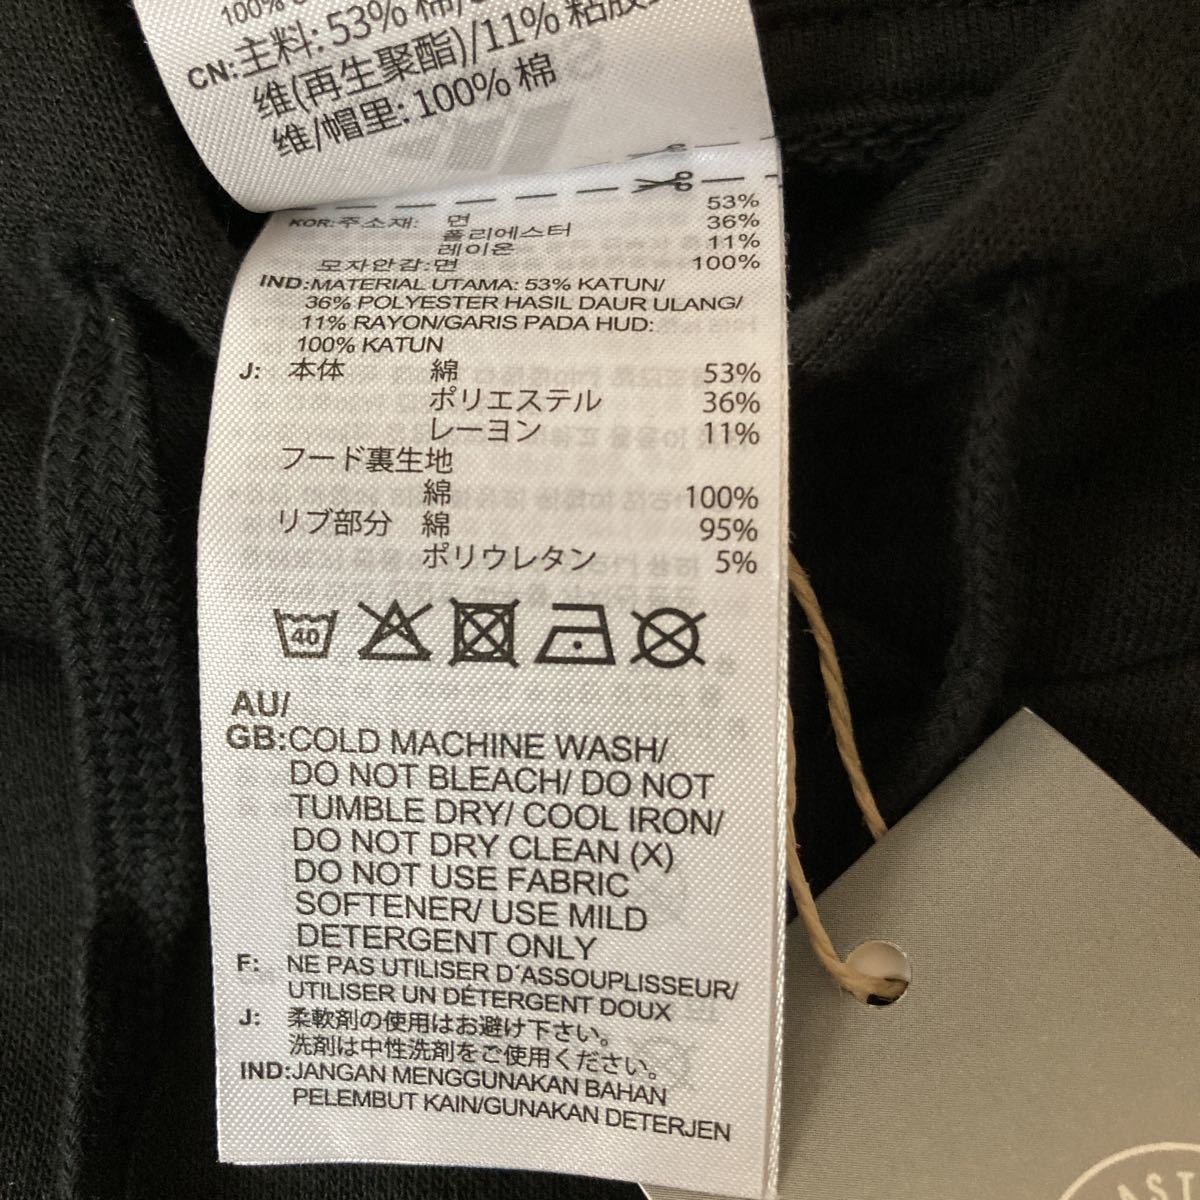 100%
CN:主料: 53% 棉/
维(再生聚酯)/11% 粘胶
维/帽里: 100% 棉
KOR:주소재: 면 53%
폴리에스터 36%
레이온 11%
모자안감:면 100%
IND:MATERIAL UTAMA: 53% KATUN/
36% POLYESTER HASIL DAUR ULANG/
11% RAYON/GARIS PADA HUD:
100% KATUN
J: 本体 綿 53%
ポリエステル 36%
レーヨン 11%
フード裏生地
綿 100%
リブ部分 綿 95%
ポリウレタン 5%
40
AU/
GB:COLD MACHINE WASH/
DO NOT BLEACH/ DO NOT
TUMBLE DRY/ COOL IRON/
DO NOT DRY CLEAN (X)
DO NOT USE FABRIC
SOFTENER/ USE MILD
DETERGENT ONLY
F: NE PAS UTILISER D´ASSOUPLISSEUR/
UTILISER UN DÉTERGENT DOUX
J: 柔軟剤の使用はお避け下さい。
洗剤は中性洗剤をご使用ください。
IND:JANGAN MENGGUNAKAN BAHAN
PELEMBUT KAIN/GUNAKAN DETERJEN